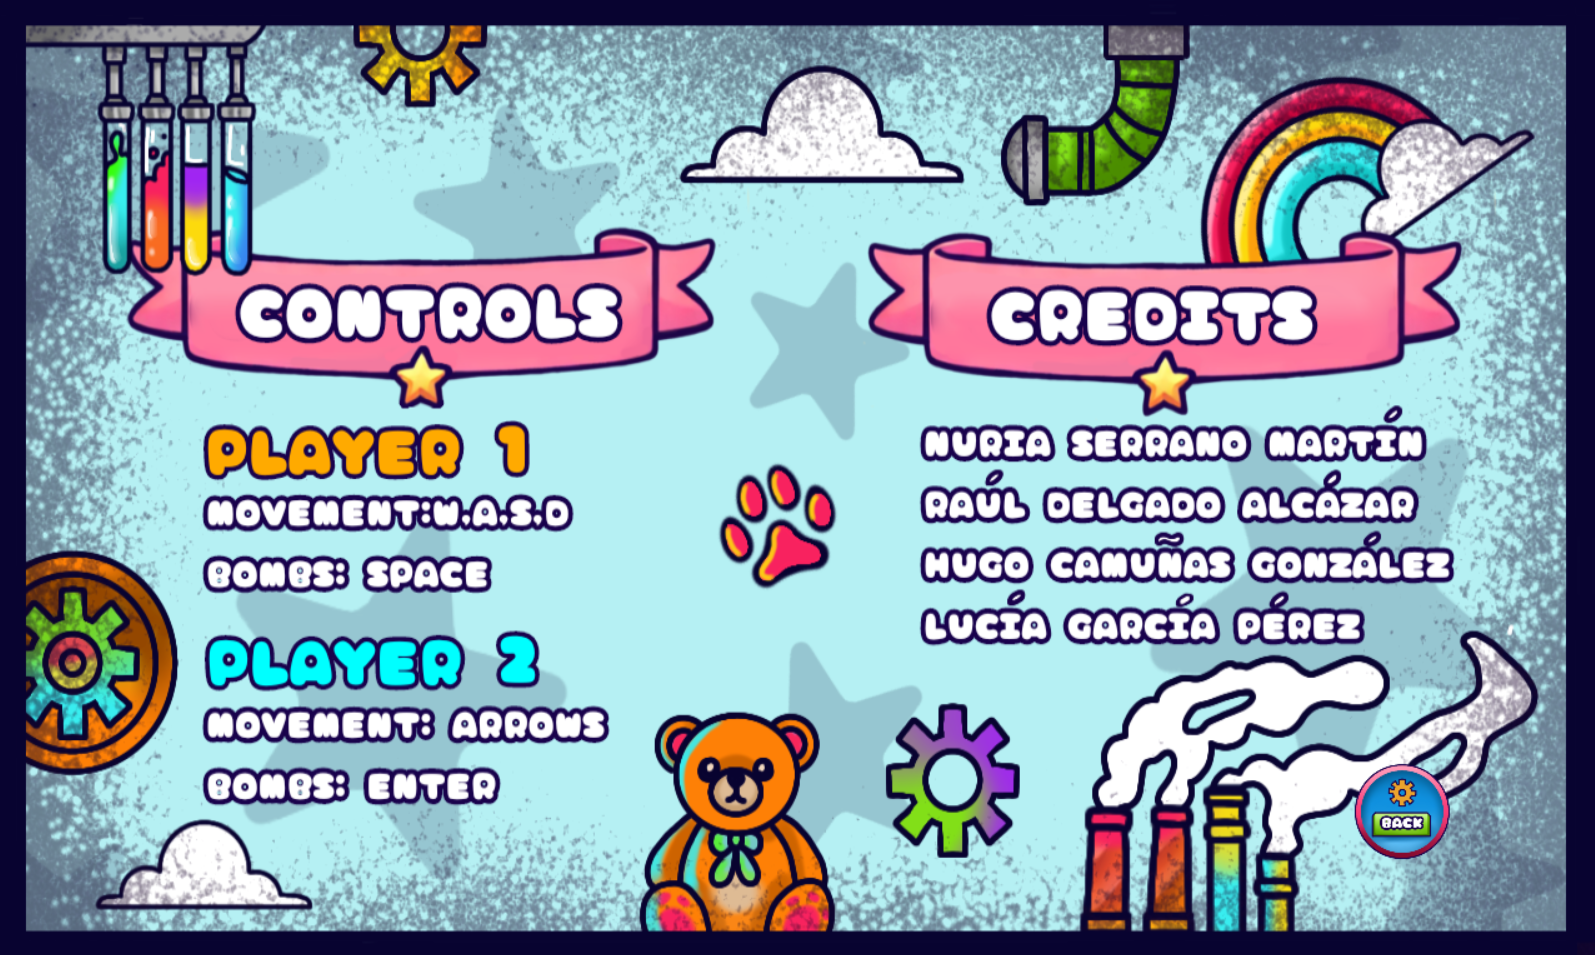 CONTROLS
PLAYER 1
MOVEMENT:W,A,S,D
BOMBS: SPACE
PLAYER 2
MOVEMENT: ARROWS
BOMBS: ENTER
CREDITS
NURIA SERRANO MARTÍN
RAÚL DELGADO ALCÁZAR
HUGO CAMUÑAS GONZÁLEZ
LUCÍA GARCÍA PÉREZ
BACK